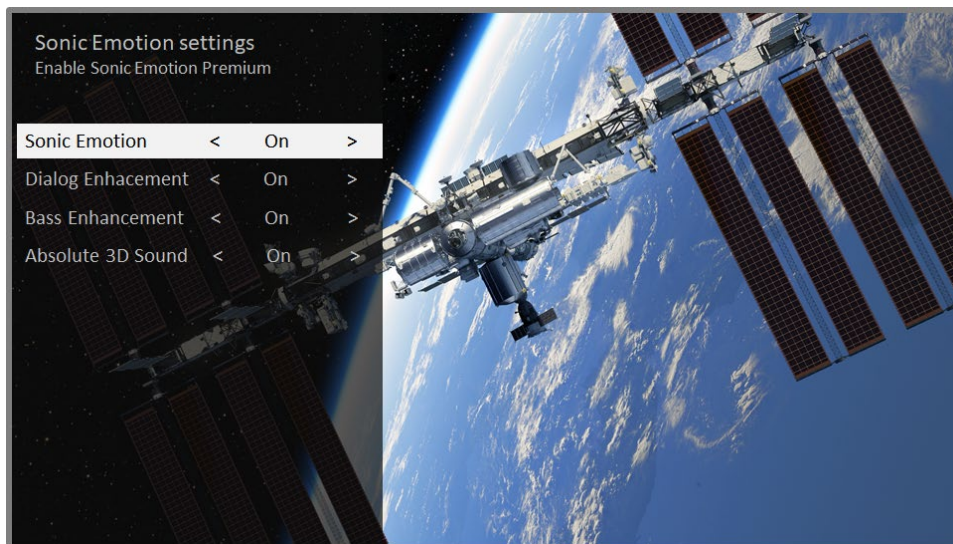 Sonic Emotion settings
Enable Sonic Emotion Premium
Sonic Emotion < On >
Dialog Enhacement < On >
Bass Enhancement < On >
Absolute 3D Sound < On >